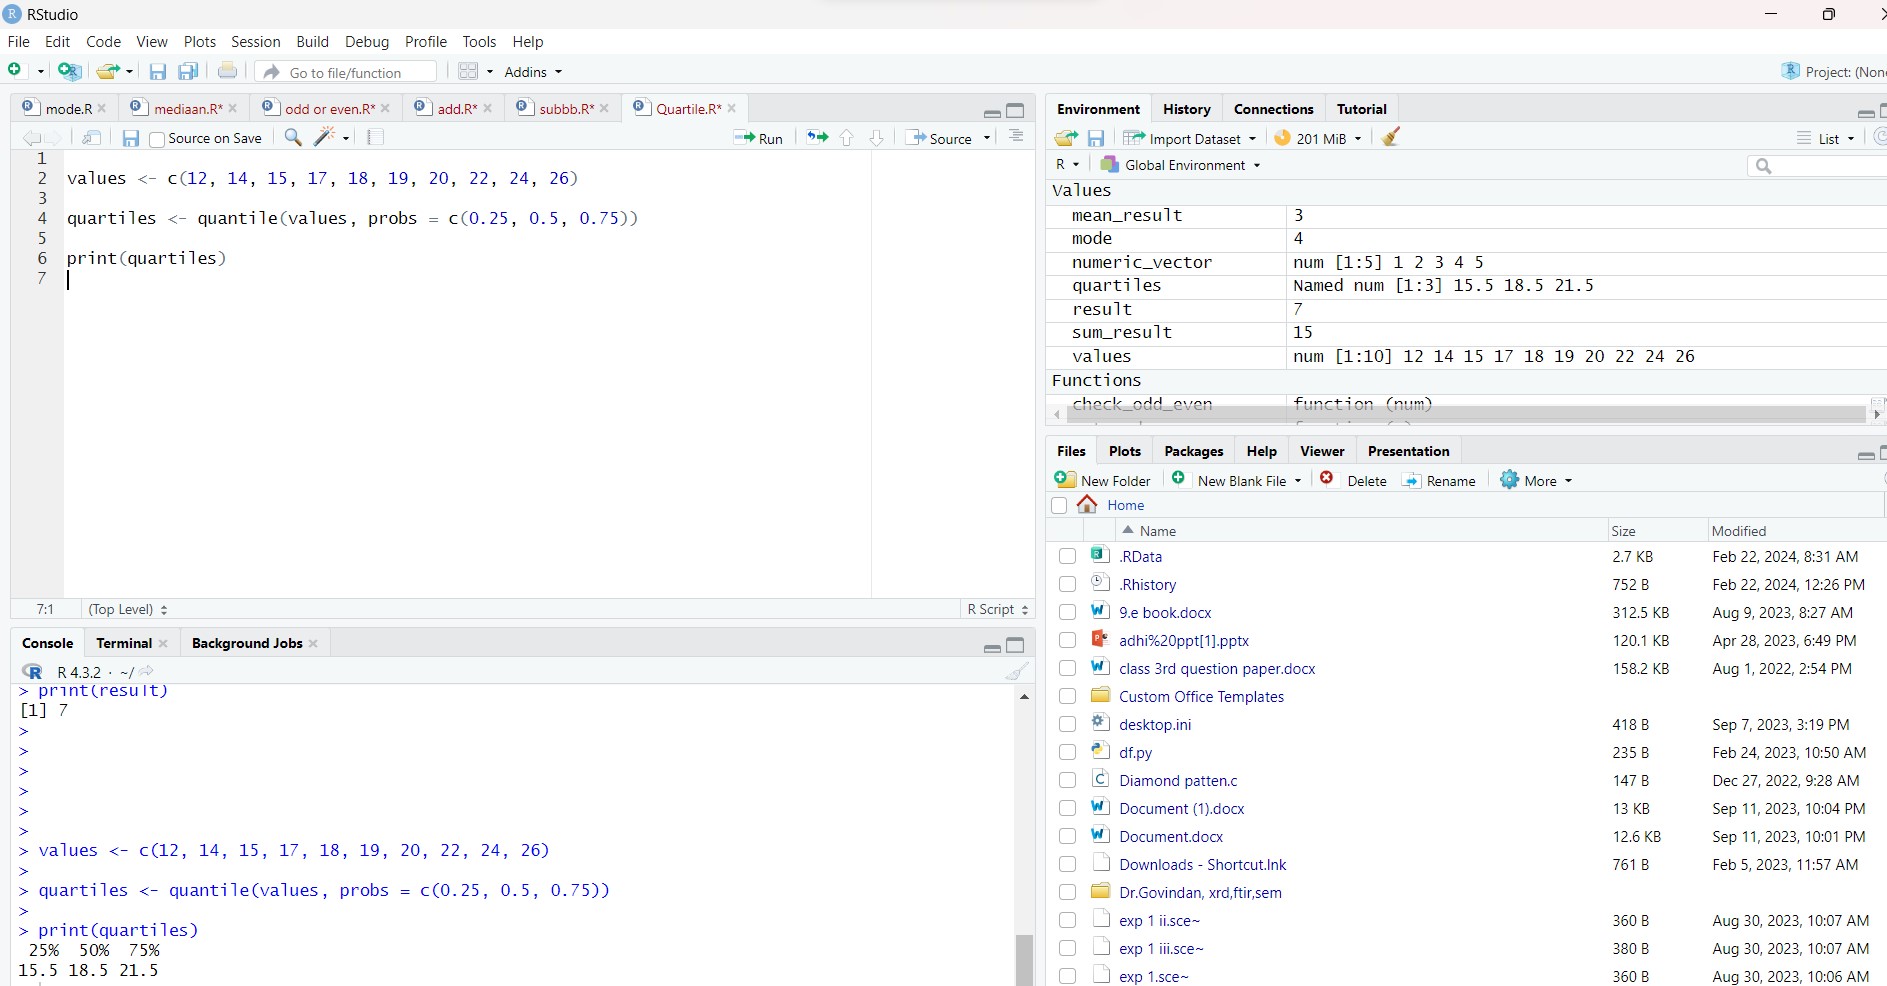 RStudio
File Edit Code View Plots Session Build Debug Profile Tools Help
Go to file/function Addins Project: (None
mode.R mediaan.R* odd or even.R* add.R* subbb.R* Quartile.R*
Source on Save Run Source
1
2 values <- c(12, 14, 15, 17, 18, 19, 20, 22, 24, 26)
3
4 quartiles <- quantile(values, probs = c(0.25, 0.5, 0.75))
5
6 print(quartiles)
7
7:1 (Top Level) R Script
Console Terminal Background Jobs
R 4.3.2 · ~/
> print(result)
[1] 7
>
>
>
>
>
>
> values <- c(12, 14, 15, 17, 18, 19, 20, 22, 24, 26)
>
> quartiles <- quantile(values, probs = c(0.25, 0.5, 0.75))
>
> print(quartiles)
25% 50% 75%
15.5 18.5 21.5
Environment History Connections Tutorial
Import Dataset 201 MiB List
R Global Environment
Values
mean_result 3
mode 4
numeric_vector num [1:5] 1 2 3 4 5
quartiles Named num [1:3] 15.5 18.5 21.5
result 7
sum_result 15
values num [1:10] 12 14 15 17 18 19 20 22 24 26
Functions
check_odd_even function (num)
Files Plots Packages Help Viewer Presentation
New Folder New Blank File Delete Rename More
Home
Name Size Modified
.RData 2.7 KB Feb 22, 2024, 8:31 AM
.Rhistory 752 B Feb 22, 2024, 12:26 PM
9.e book.docx 312.5 KB Aug 9, 2023, 8:27 AM
adhi%20ppt[1].pptx 120.1 KB Apr 28, 2023, 6:49 PM
class 3rd question paper.docx 158.2 KB Aug 1, 2022, 2:54 PM
Custom Office Templates
desktop.ini 418 B Sep 7, 2023, 3:19 PM
df.py 235 B Feb 24, 2023, 10:50 AM
Diamond patten.c 147 B Dec 27, 2022, 9:28 AM
Document (1).docx 13 KB Sep 11, 2023, 10:04 PM
Document.docx 12.6 KB Sep 11, 2023, 10:01 PM
Downloads - Shortcut.lnk 761 B Feb 5, 2023, 11:57 AM
Dr.Govindan, xrd,ftir,sem
exp 1 ii.sce~ 360 B Aug 30, 2023, 10:07 AM
exp 1 iii.sce~ 380 B Aug 30, 2023, 10:07 AM
exp 1.sce~ 360 B Aug 30, 2023, 10:06 AM